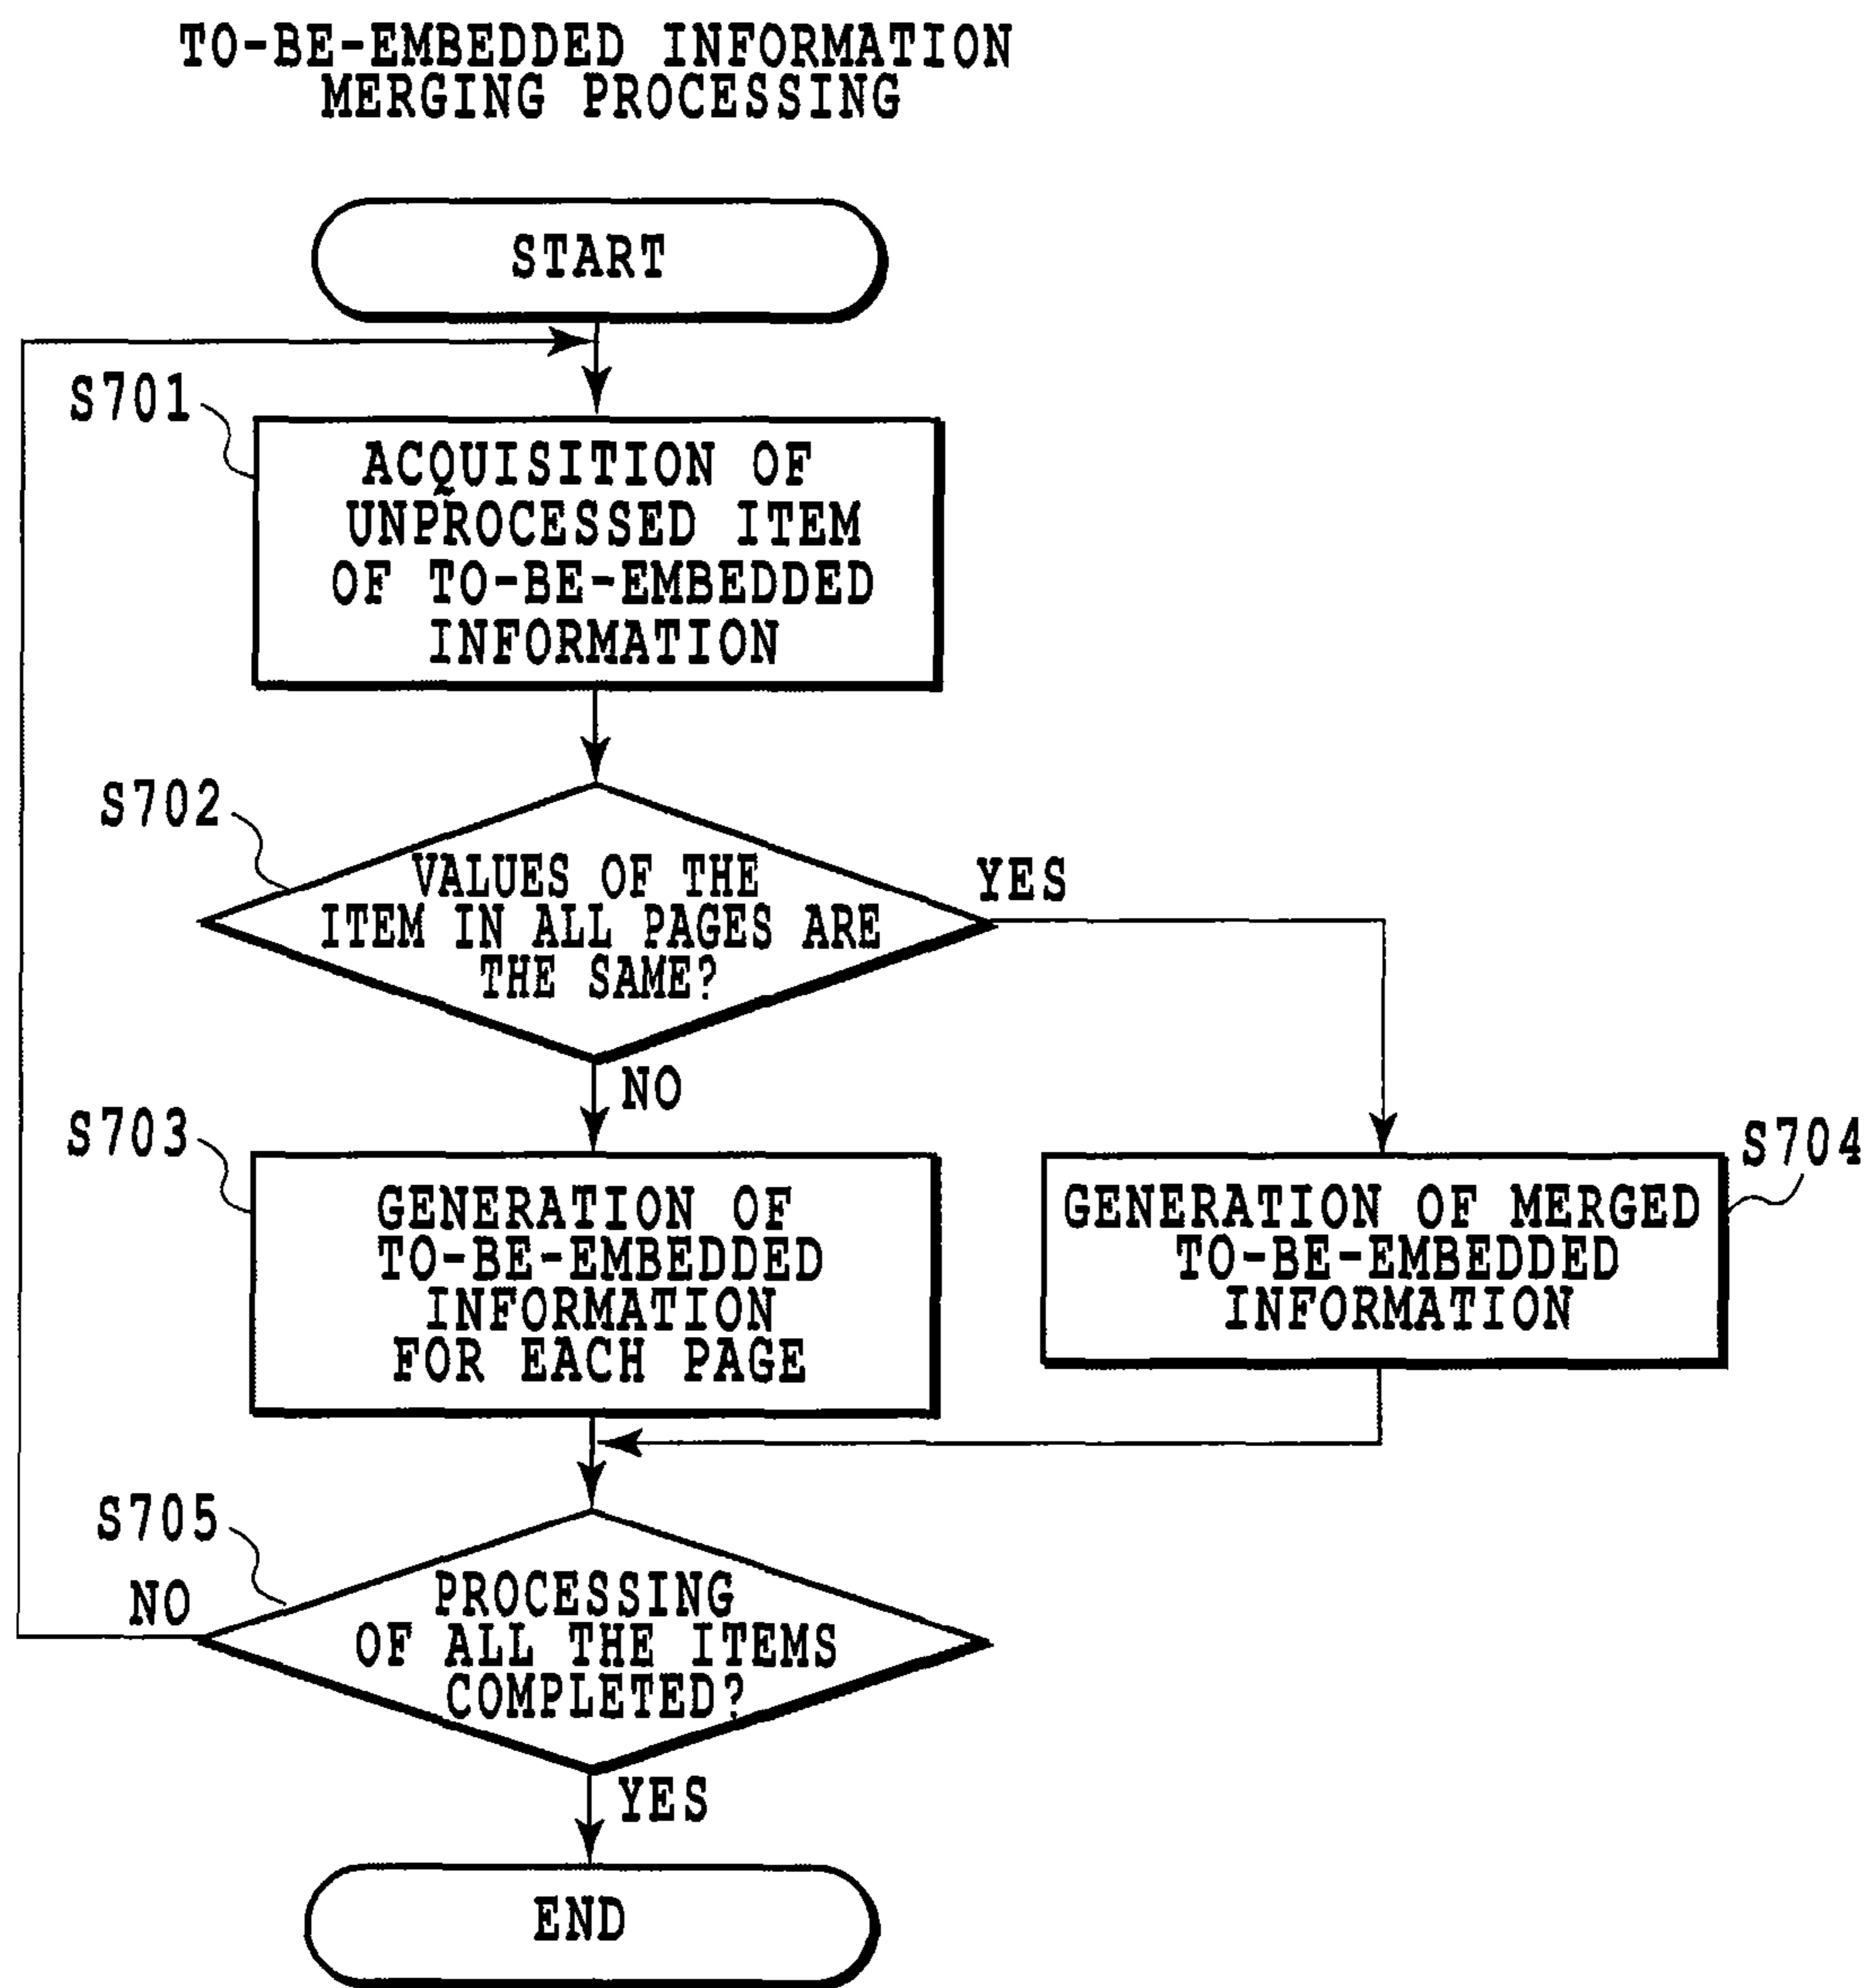 TO-BE-EMBEDDED INFORMATION
MERGING PROCESSING
START
S701
ACQUISITION OF
UNPROCESSED ITEM
OF TO-BE-EMBEDDED
INFORMATION
S702
VALUES OF THE
ITEM IN ALL PAGES ARE
THE SAME?
YES
NO
S703
GENERATION OF
TO-BE-EMBEDDED
INFORMATION
FOR EACH PAGE
S704
GENERATION OF MERGED
TO-BE-EMBEDDED
INFORMATION
S705
NO
PROCESSING
OF ALL THE ITEMS
COMPLETED?
YES
END